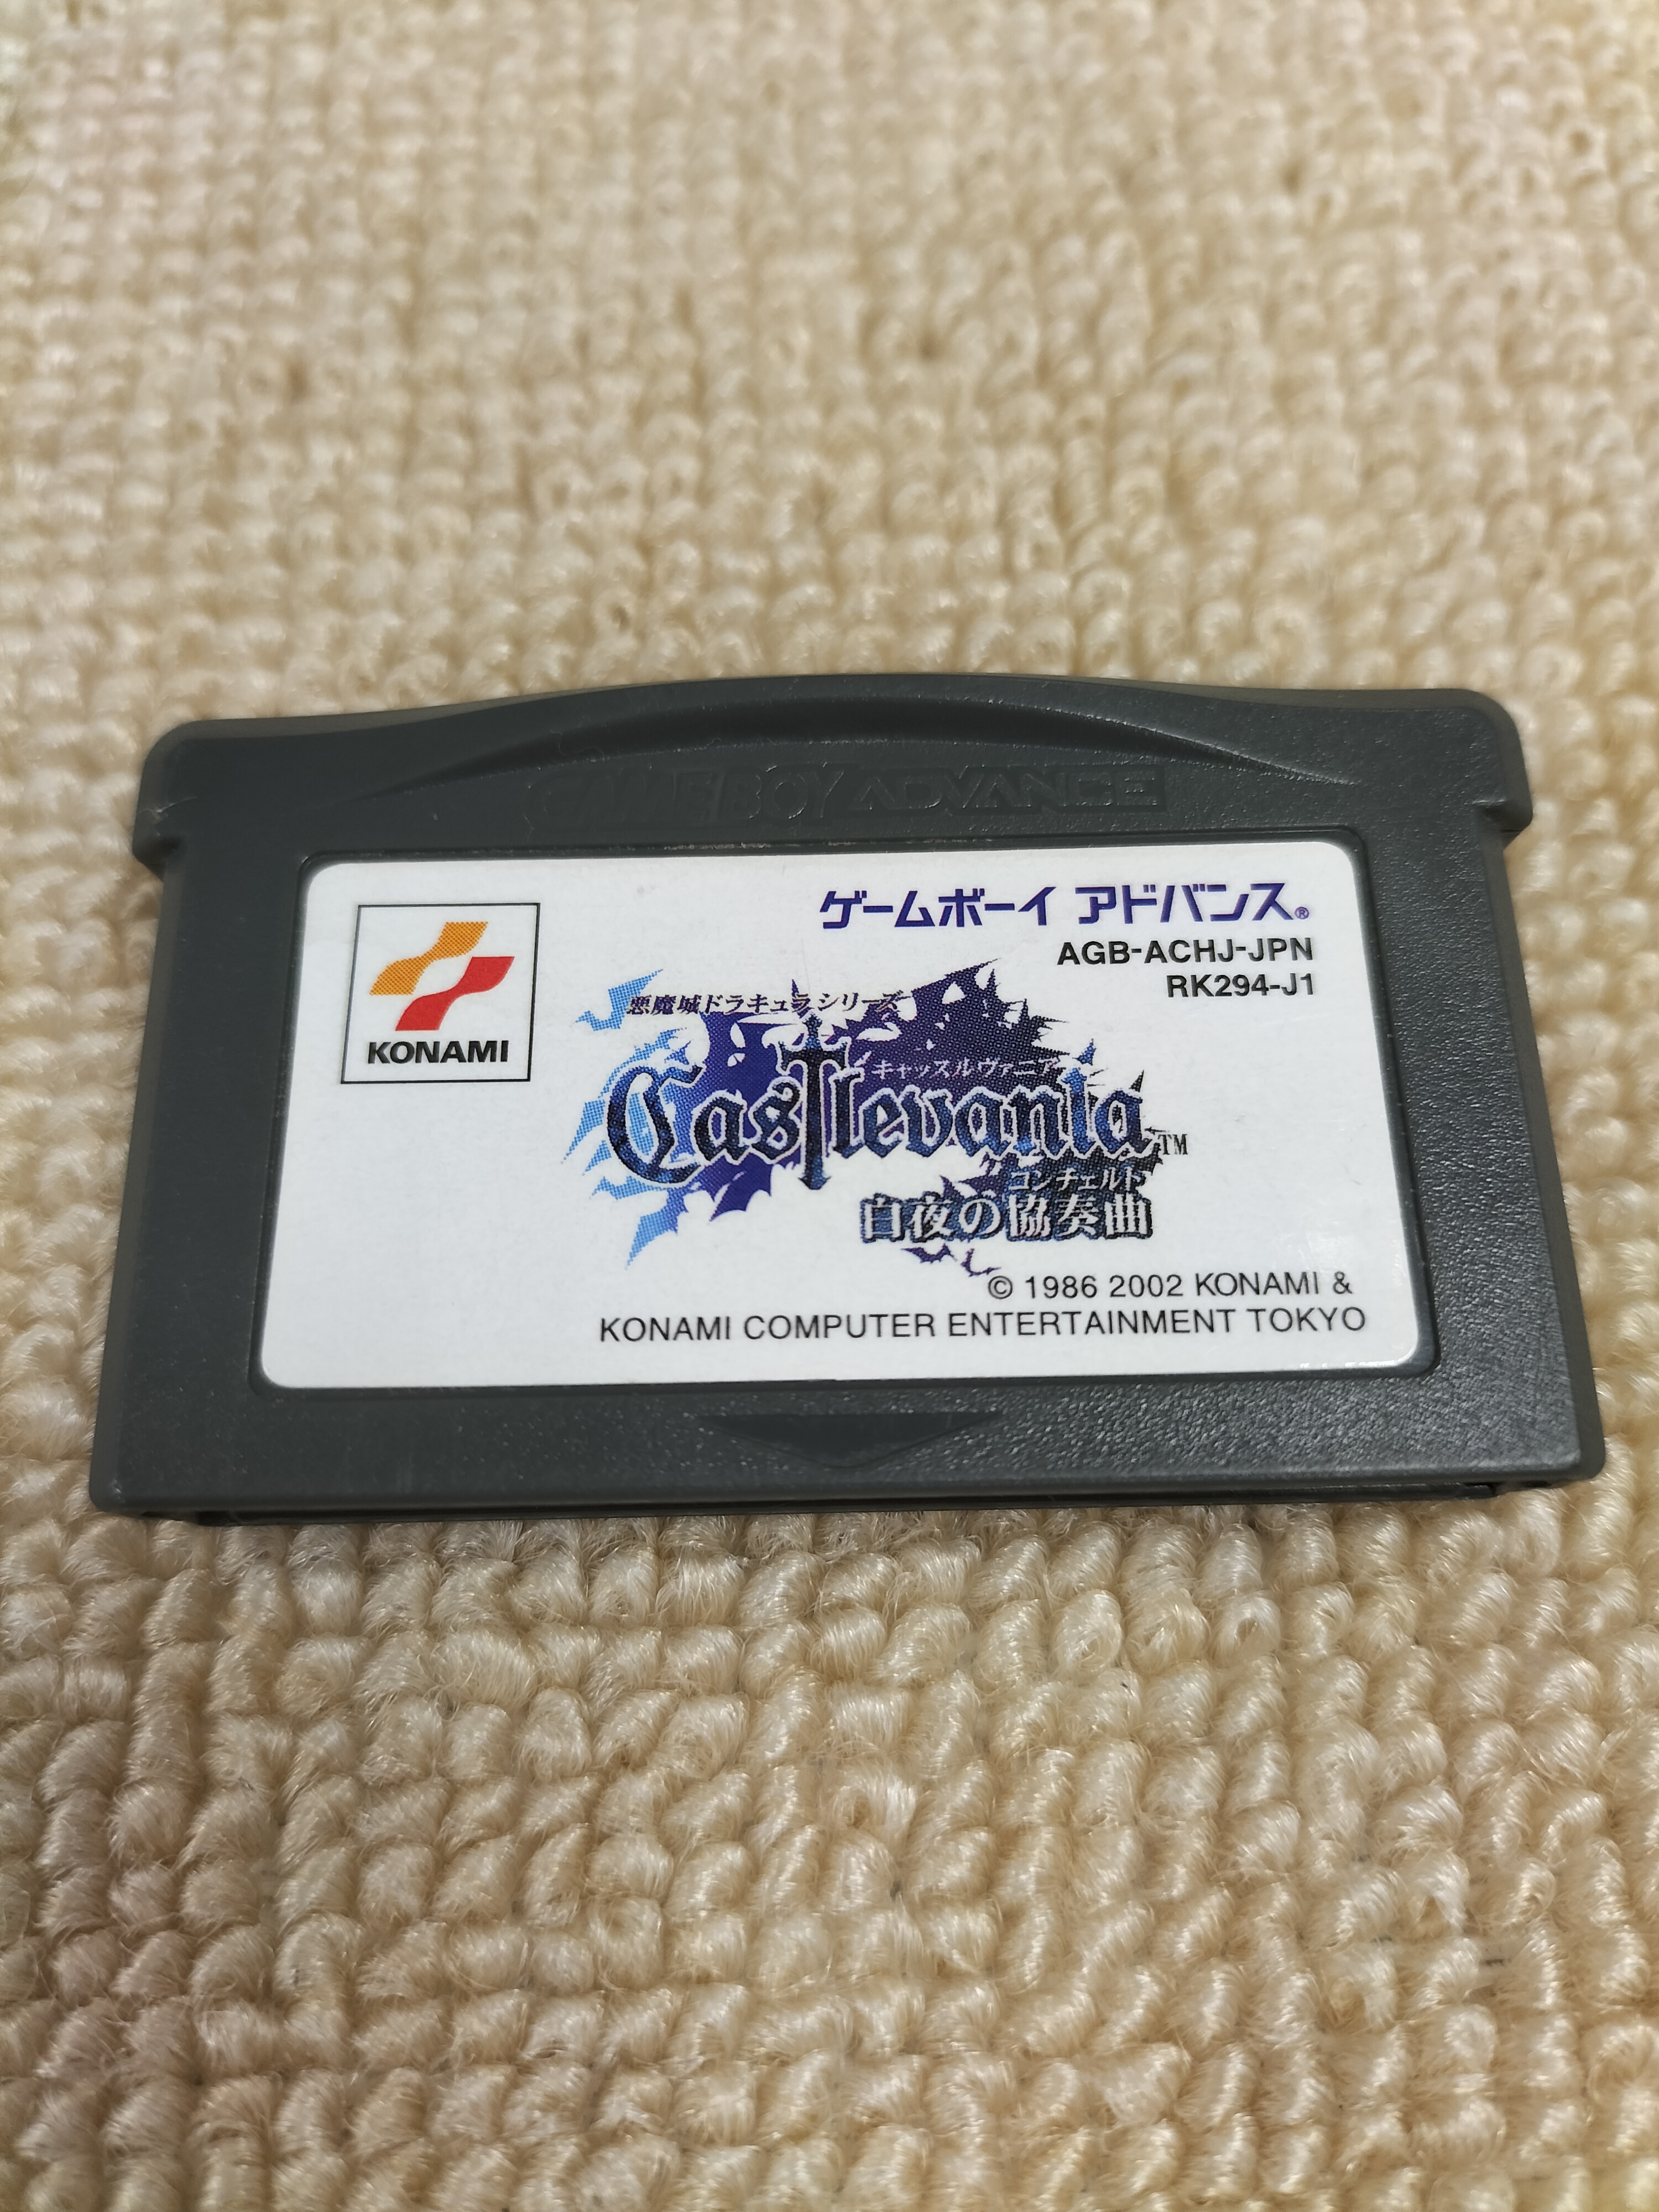 GAME BOY ADVANCE
KONAMI
ゲームボーイ アドバンス®
AGB-ACHJ-JPN
RK294-J1
悪魔城ドラキュラシリーズ
キャッスルヴァニア
Castlevania™
コンチェルト
白夜の協奏曲
© 1986 2002 KONAMI &
KONAMI COMPUTER ENTERTAINMENT TOKYO